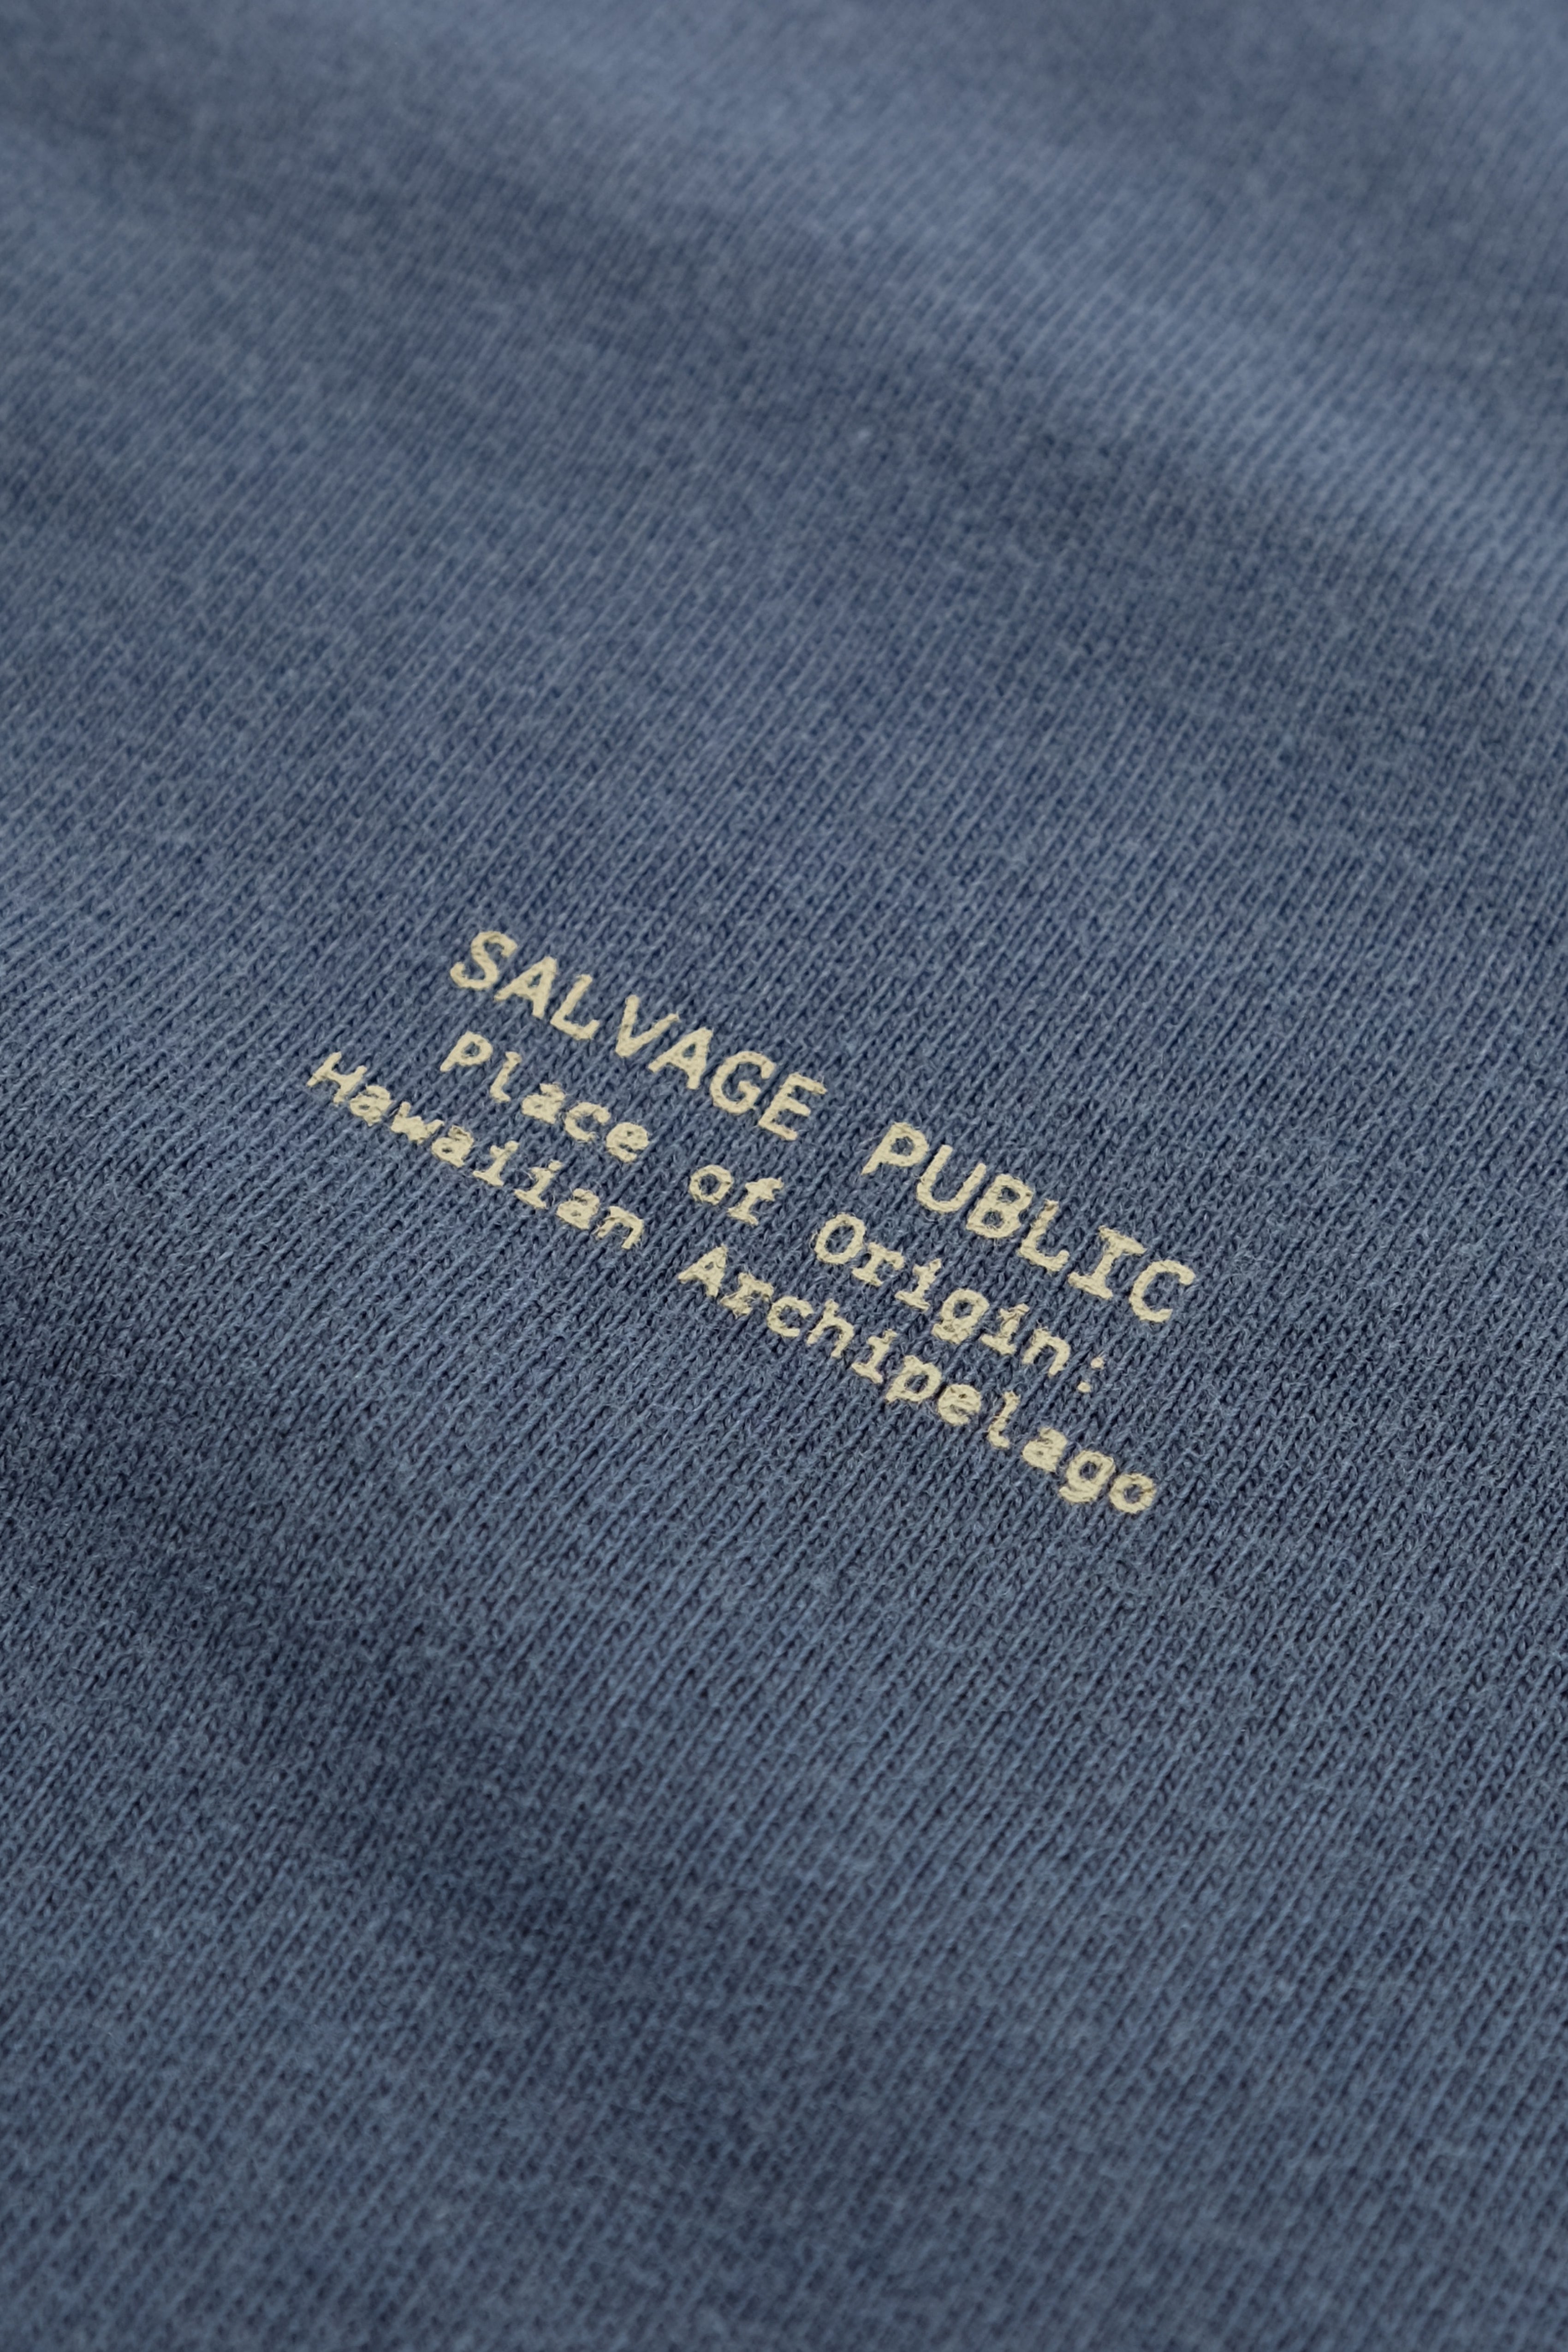 SALVAGE PUBLIC
Place of Origin:
Hawaiian Archipelago